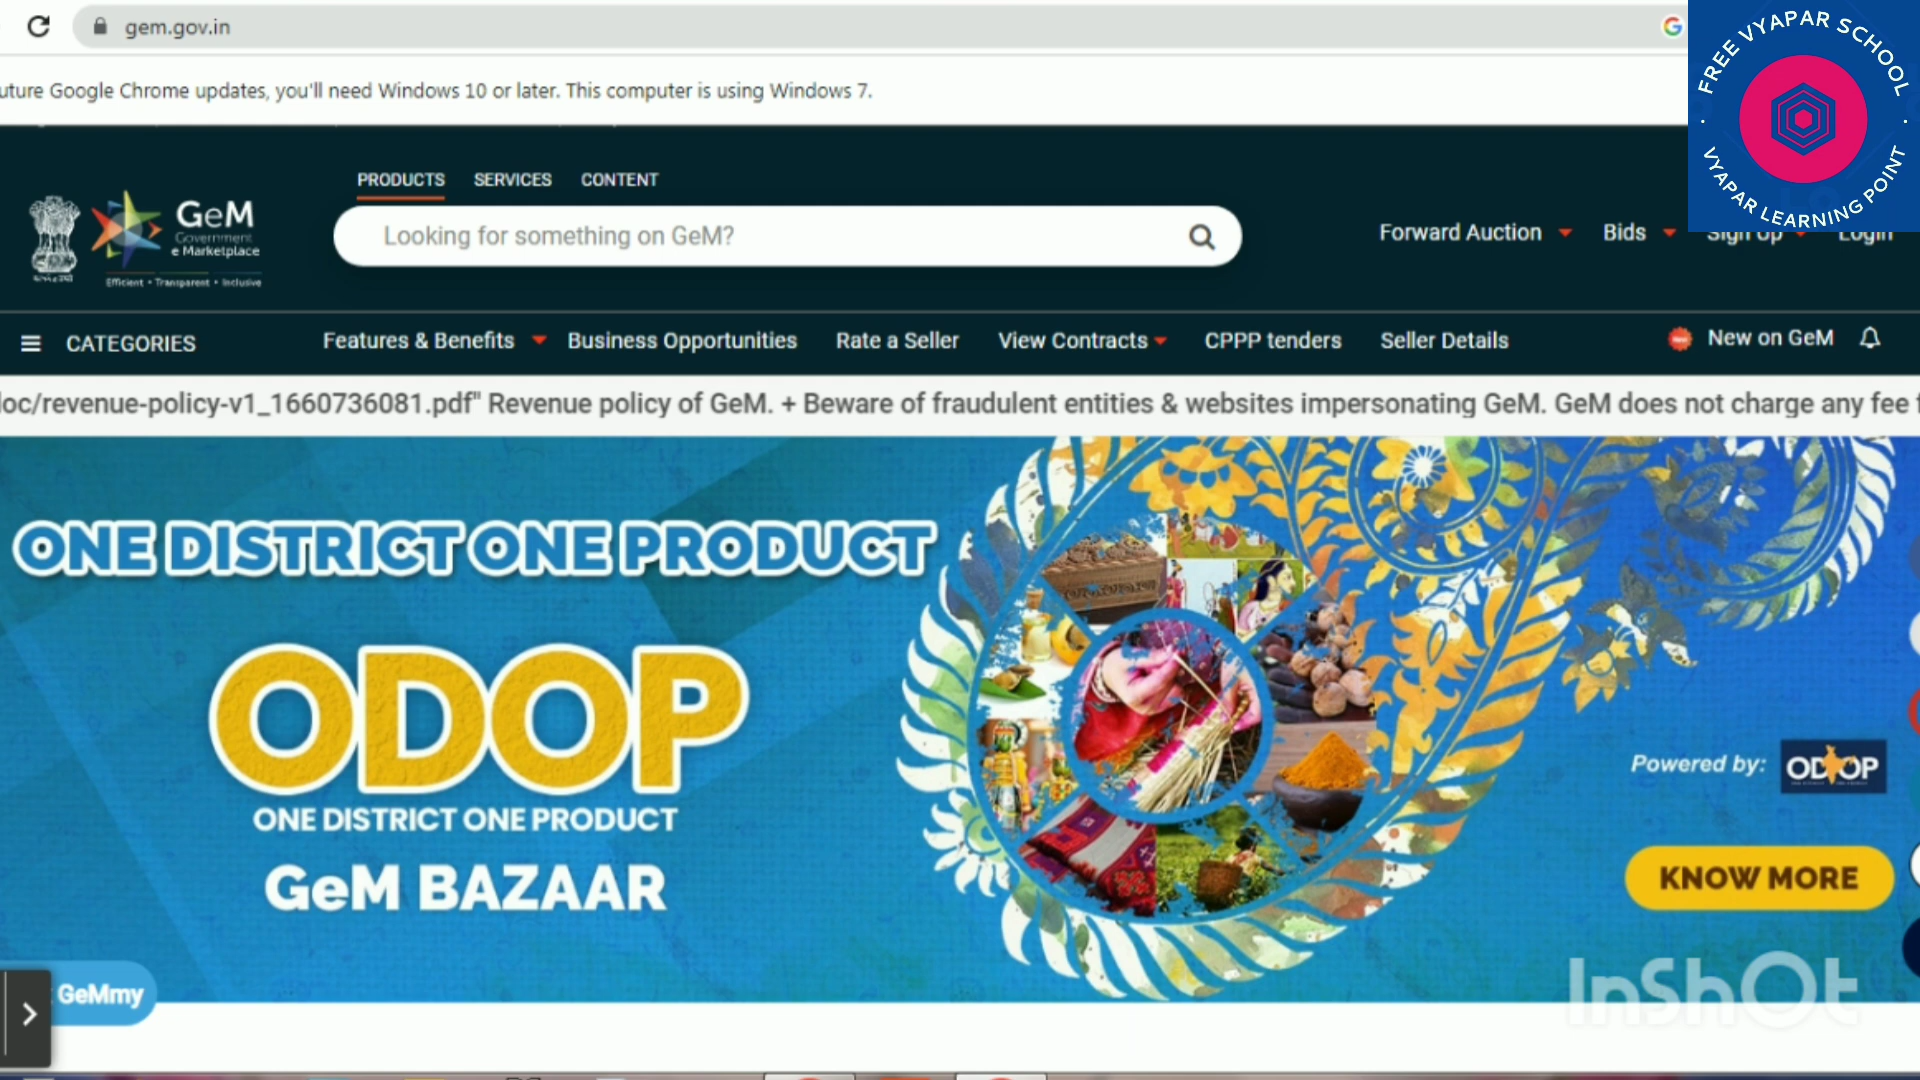 gem.gov.in
uture Google Chrome updates, you'll need Windows 10 or later. This computer is using Windows 7.
FREE VYAPAR SCHOOL
VYAPAR LEARNING POINT
PRODUCTS SERVICES CONTENT
GeM
Government
e Marketplace
Efficient • Transparent • Inclusive
Looking for something on GeM?
Forward Auction Bids Sign Up Login
CATEGORIES Features & Benefits Business Opportunities Rate a Seller View Contracts CPPP tenders Seller Details New on GeM
doc/revenue-policy-v1_1660736081.pdf" Revenue policy of GeM. + Beware of fraudulent entities & websites impersonating GeM. GeM does not charge any fee f
ONE DISTRICT ONE PRODUCT
ODOP
ONE DISTRICT ONE PRODUCT
GeM BAZAAR
Powered by: ODOP
KNOW MORE
GeMmy
InShOt